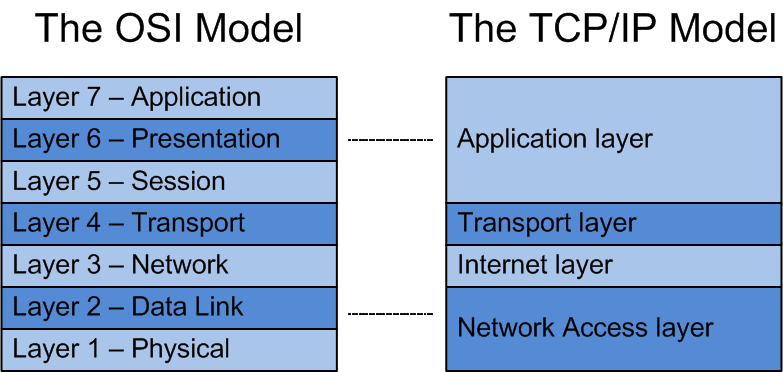 The OSI Model
Layer 7 – Application
Layer 6 – Presentation
Layer 5 – Session
Layer 4 – Transport
Layer 3 – Network
Layer 2 – Data Link
Layer 1 – Physical
The TCP/IP Model
Application layer
Transport layer
Internet layer
Network Access layer